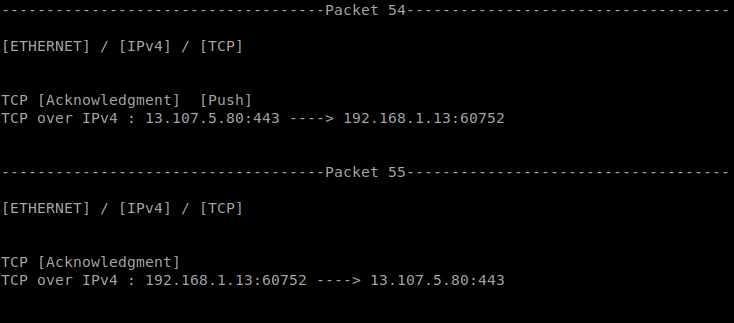 ------------------------------------Packet 54------------------------------------
[ETHERNET] / [IPv4] / [TCP]
TCP [Acknowledgment]  [Push]
TCP over IPv4 : 13.107.5.80:443 ----> 192.168.1.13:60752
------------------------------------Packet 55------------------------------------
[ETHERNET] / [IPv4] / [TCP]
TCP [Acknowledgment]
TCP over IPv4 : 192.168.1.13:60752 ----> 13.107.5.80:443